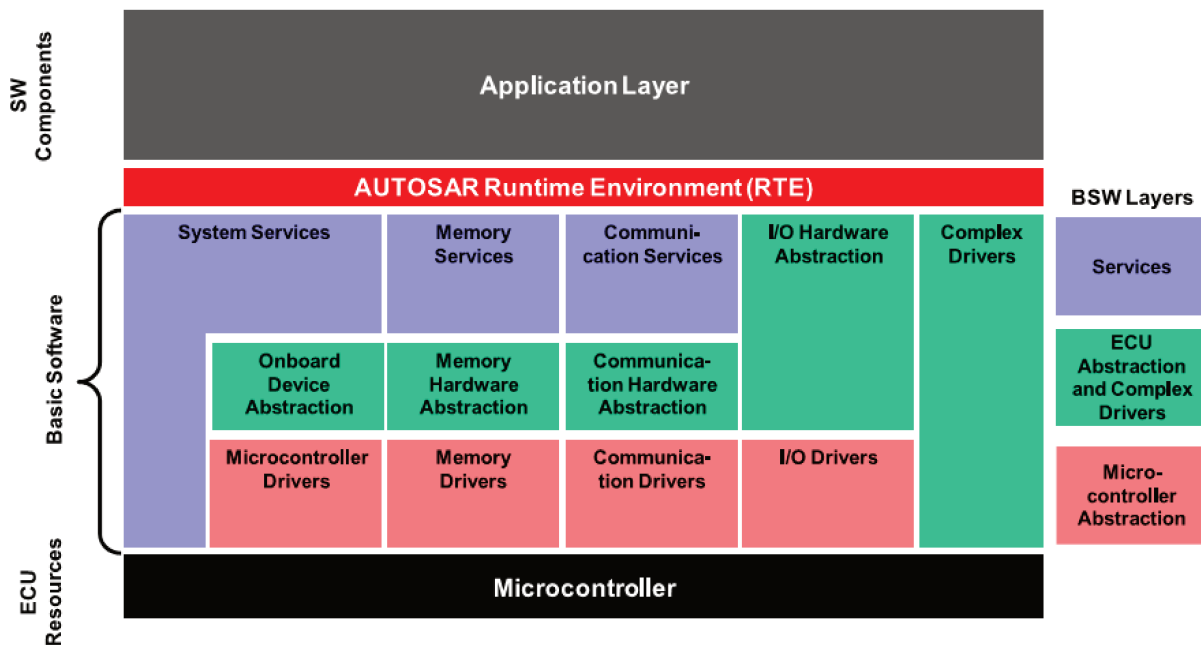 SW
Components
Application Layer
AUTOSAR Runtime Environment (RTE)
BSW Layers
Basic Software
System Services
Memory
Services
Communi-
cation Services
I/O Hardware
Abstraction
Complex
Drivers
Services
Onboard
Device
Abstraction
Memory
Hardware
Abstraction
Communica-
tion Hardware
Abstraction
ECU
Abstraction
and Complex
Drivers
Microcontroller
Drivers
Memory
Drivers
Communica-
tion Drivers
I/O Drivers
Micro-
controller
Abstraction
ECU
Resources
Microcontroller